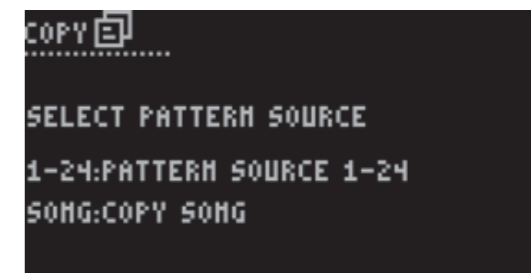 COPY
SELECT PATTERN SOURCE
1-24:PATTERN SOURCE 1-24
SONG:COPY SONG